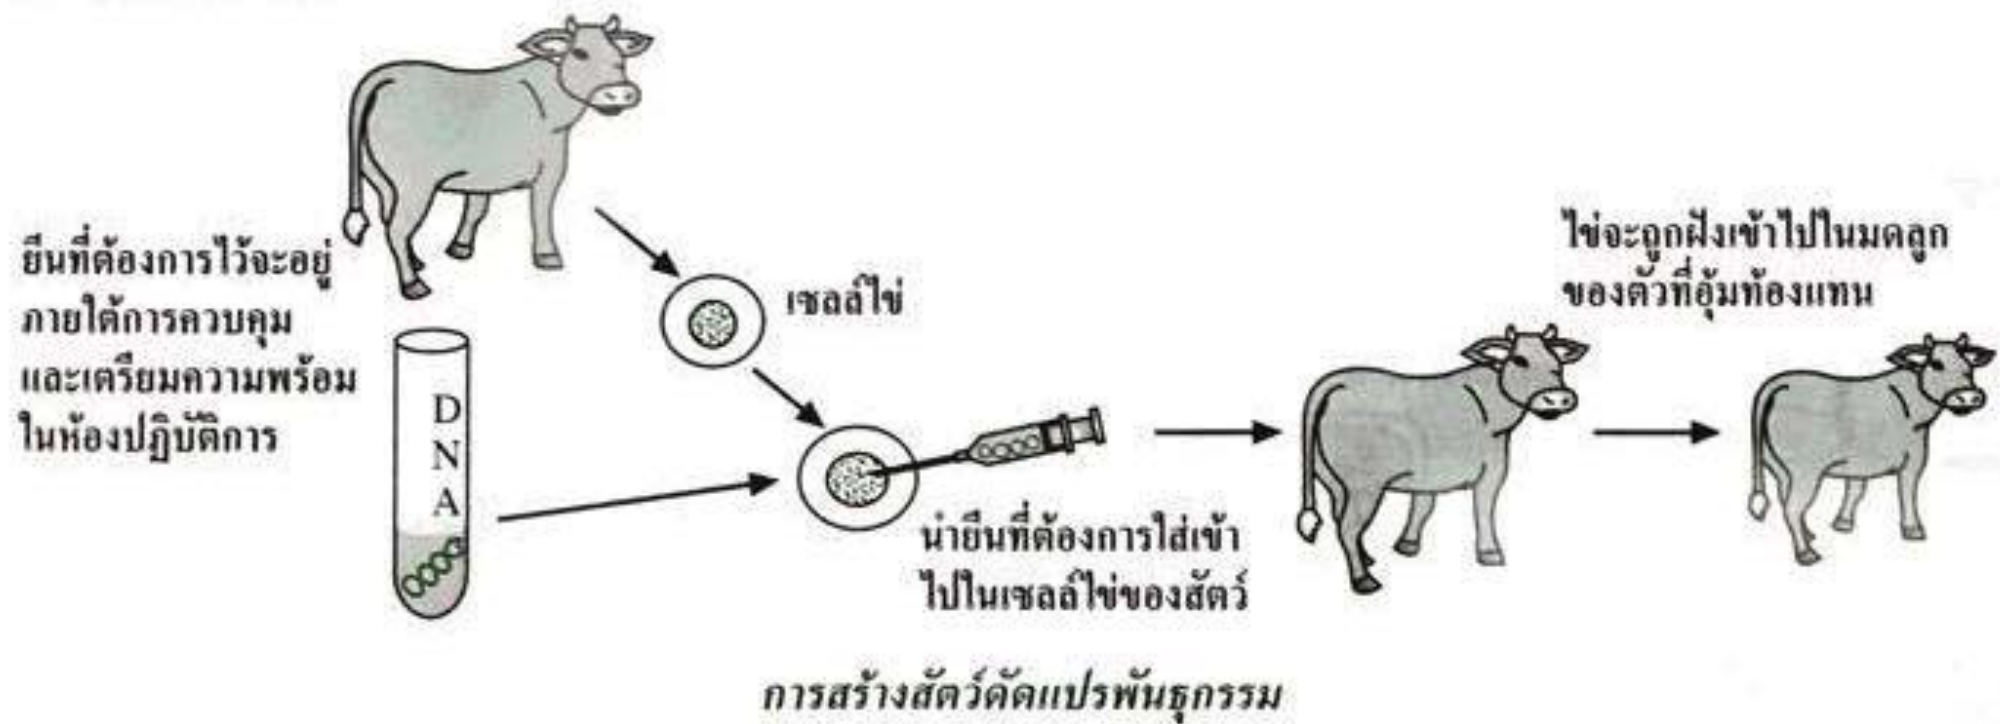 ยีนที่ต้องการไว้จะอยู่
ภายใต้การควบคุม
และเตรียมความพร้อม
ในห้องปฏิบัติการ
D
N
A
เซลล์ไข่
นำยีนที่ต้องการใส่เข้า
ไปในเซลล์ไข่ของสัตว์
ไข่จะถูกฝังเข้าไปในมดลูก
ของตัวที่อุ้มท้องแทน
การสร้างสัตว์ดัดแปรพันธุกรรม